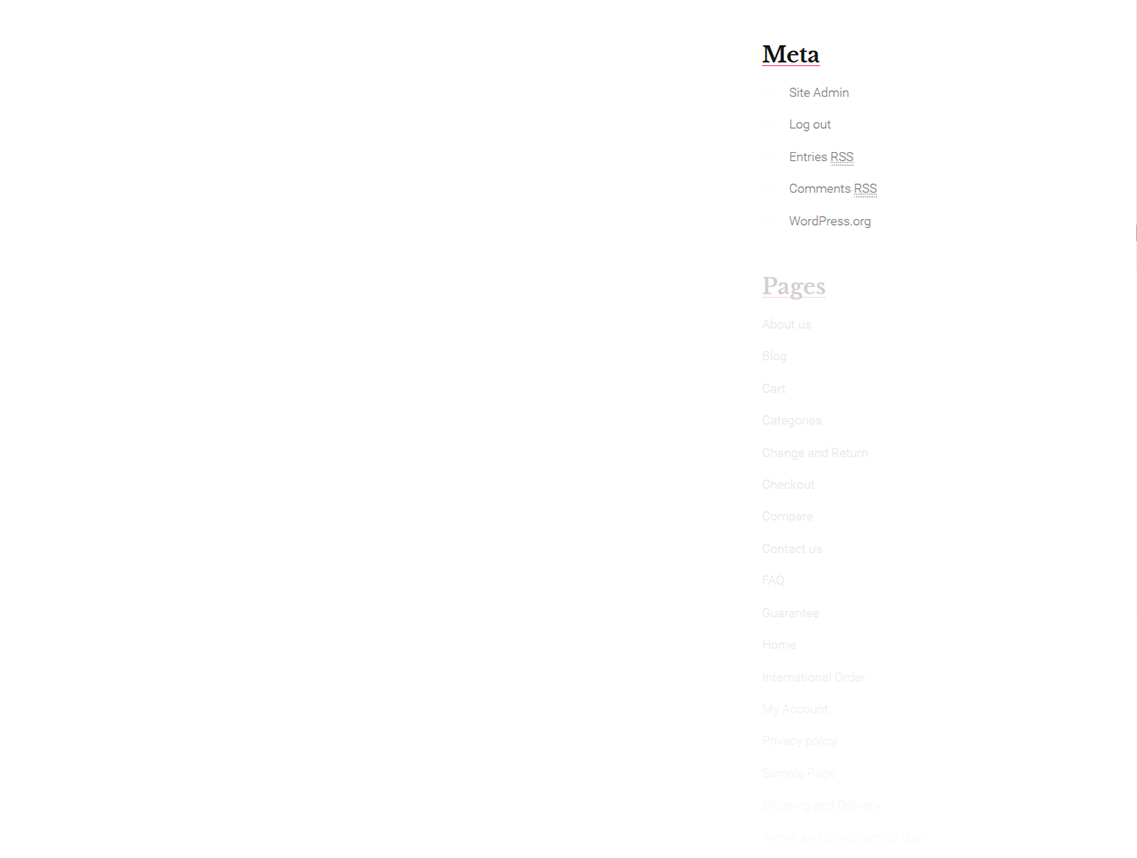 Meta
Site Admin
Log out
Entries RSS
Comments RSS
WordPress.org
Pages
About us
Blog
Cart
Categories
Change and Return
Checkout
Compare
Contact us
FAQ
Guarantee
Home
International Order
My Account
Privacy policy
Sample Page
Shipping and Delivery
Terms and Conditions of Use